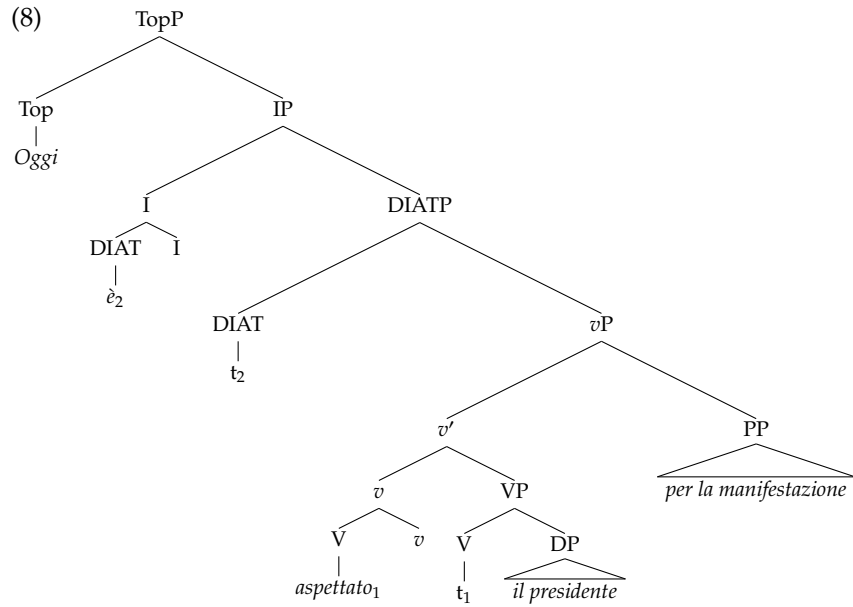 (8) TopP
Top IP
Oggi
I DIATP
DIAT I
è2
DIAT vP
t2
v′ PP
per la manifestazione
v VP
V v V DP
aspettato1 t1 il presidente